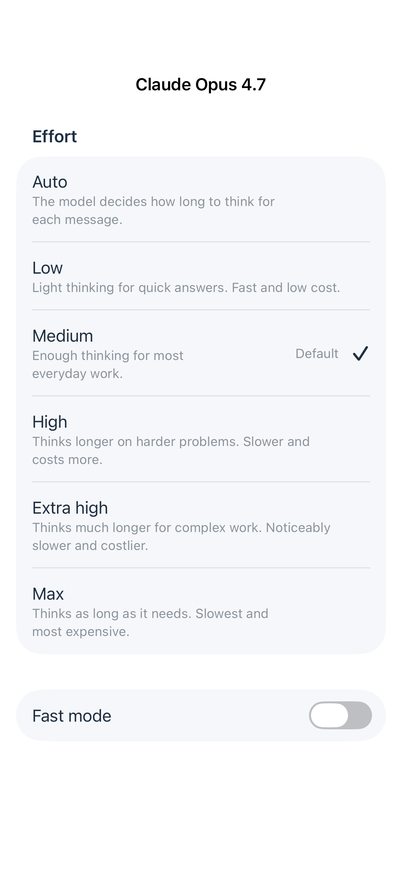 Claude Opus 4.7
Effort
Auto
The model decides how long to think for
each message.
Low
Light thinking for quick answers. Fast and low cost.
Medium
Enough thinking for most
everyday work.
Default
High
Thinks longer on harder problems. Slower and
costs more.
Extra high
Thinks much longer for complex work. Noticeably
slower and costlier.
Max
Thinks as long as it needs. Slowest and
most expensive.
Fast mode